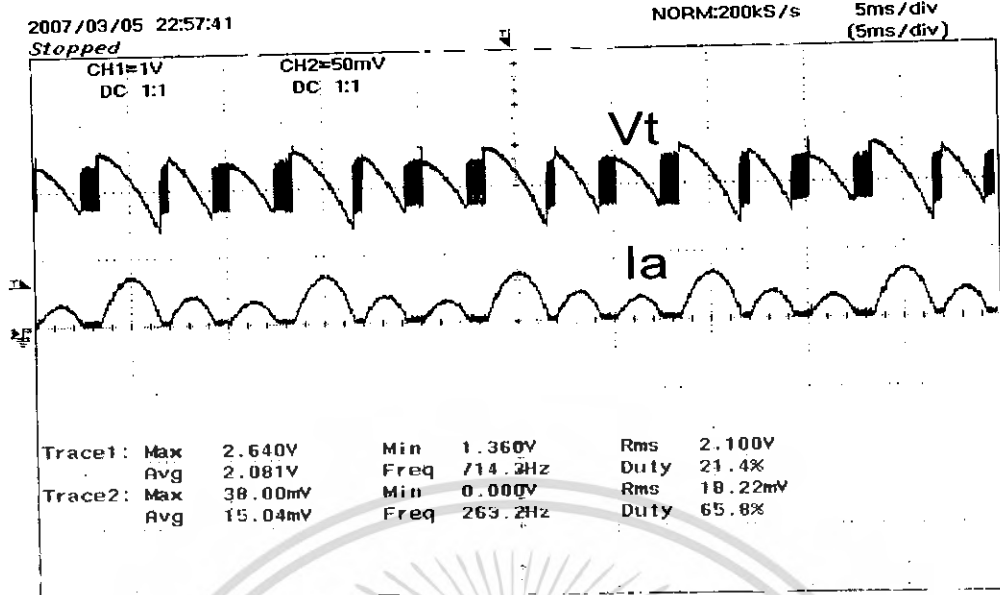 2007/03/05 22:57:41
NORM:200kS/s
5ms/div
Stopped
(5ms/div)
CH1=1V
CH2=50mV
DC 1:1
DC 1:1
Vt
Ia
Trace1: Max 2.640V Min 1.360V Rms 2.100V
Avg 2.081V Freq 714.3Hz Duty 21.4%
Trace2: Max 38.00mV Min 0.000V Rms 18.22mV
Avg 15.04mV Freq 263.2Hz Duty 65.8%